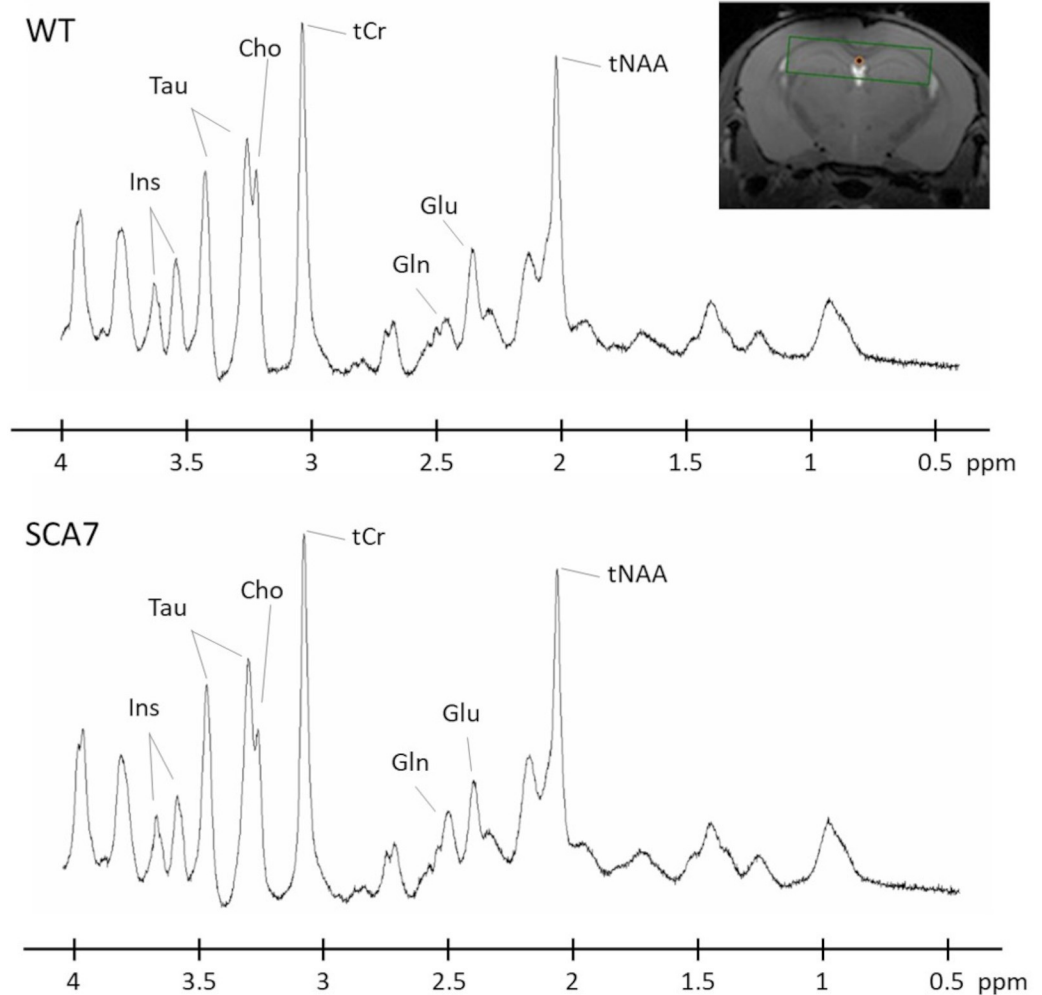 WT
tCr
Cho
tNAA
Tau
Ins
Glu
Gln
4 3.5 3 2.5 2 1.5 1 0.5 ppm
SCA7
tCr
tNAA
Cho
Tau
Ins
Glu
Gln
4 3.5 3 2.5 2 1.5 1 0.5 ppm